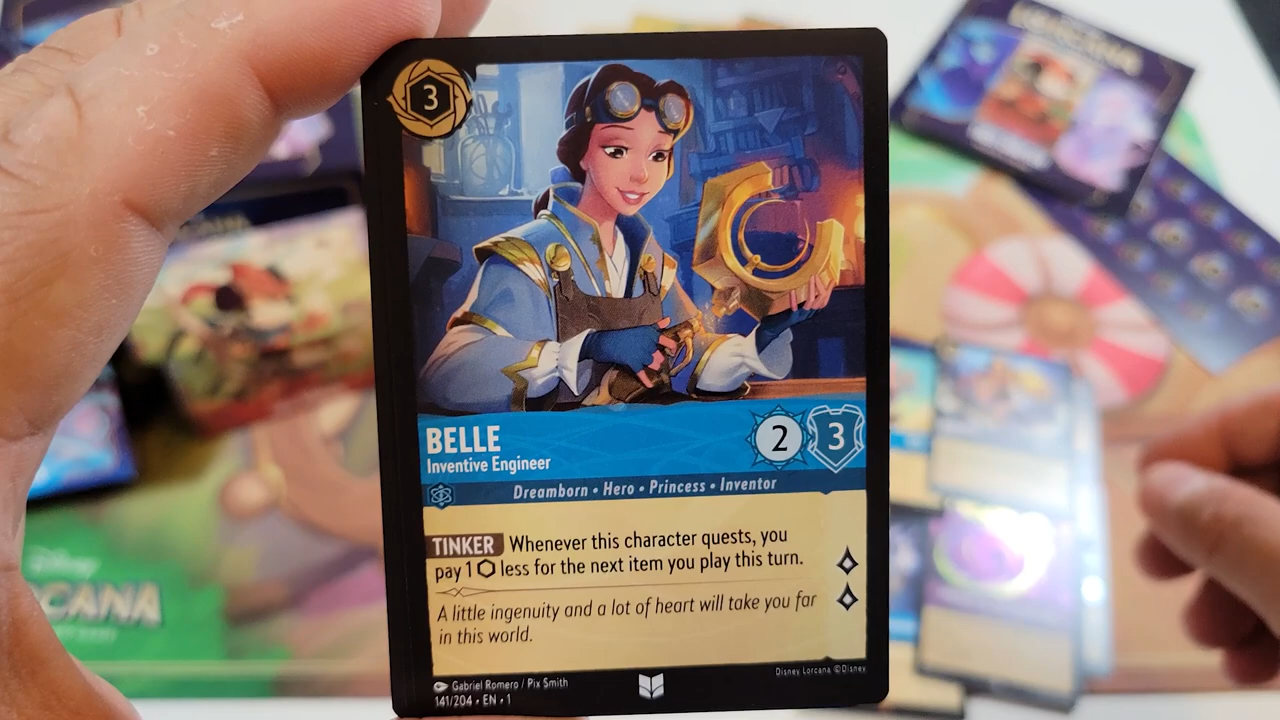 3
BELLE
Inventive Engineer
2
3
Dreamborn • Hero • Princess • Inventor
TINKER Whenever this character quests, you
pay 1 ⬡ less for the next item you play this turn.
A little ingenuity and a lot of heart will take you far
in this world.
Gabriel Romero / Pix Smith
Disney Lorcana ©Disney
141/204 • EN • 1
Disney
LORCANA